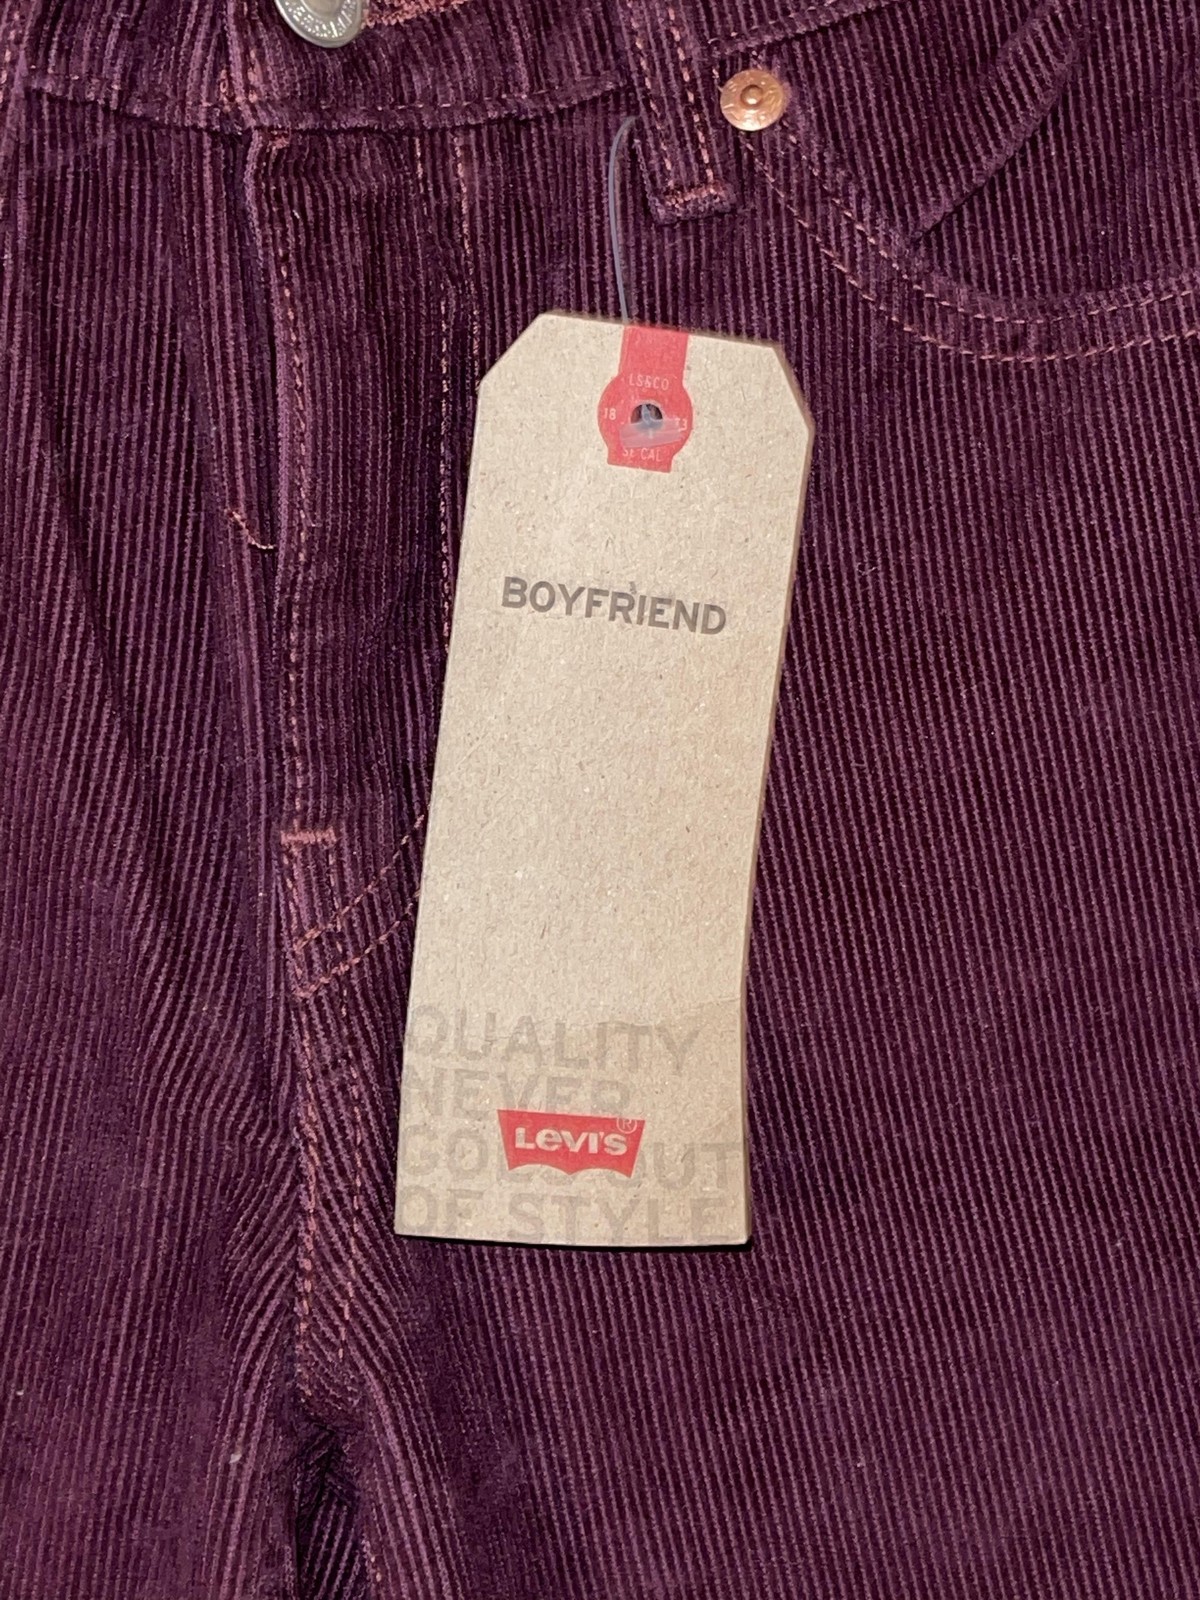 LS&CO
18 73
SF CAL
BOYFRIEND
QUALITY
NEVER
GOES OUT
OF STYLE
LEVI'S®